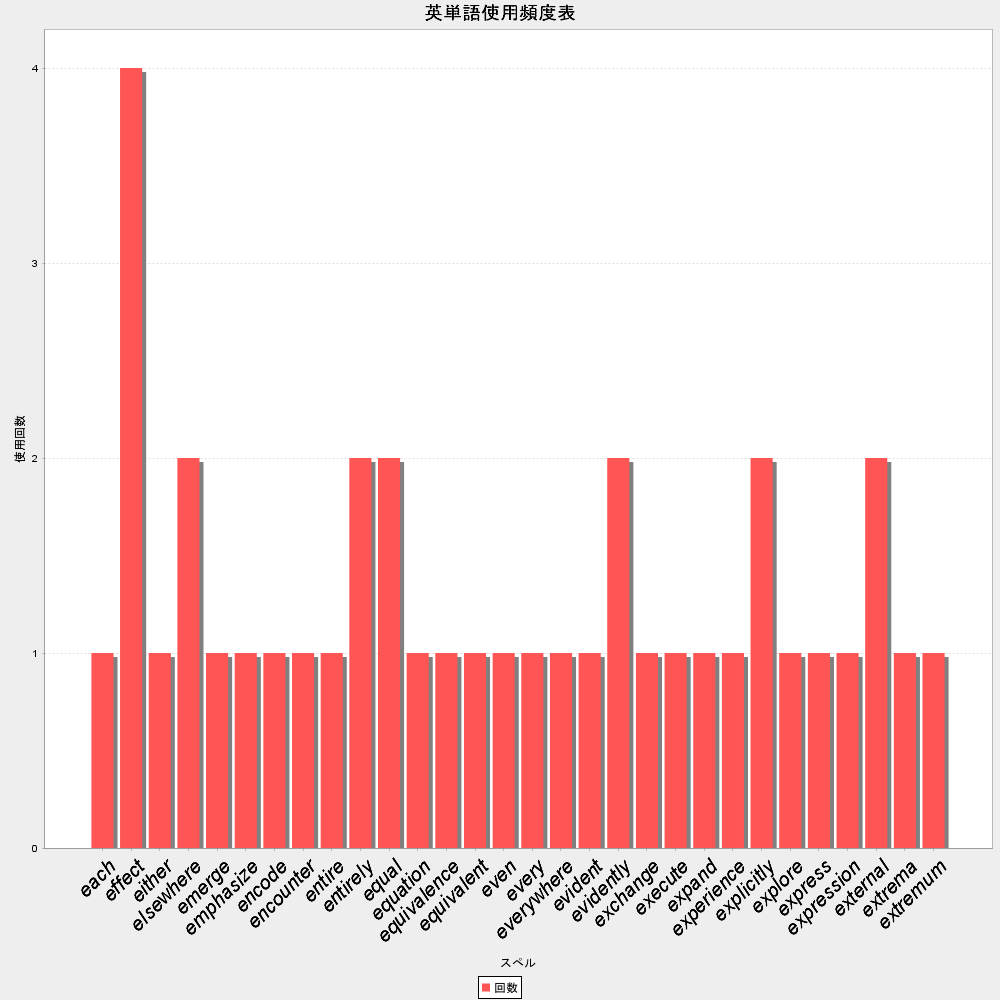 英単語使用頻度表
使用回数
4
3
2
1
0
each
effect
either
elsewhere
emerge
emphasize
encode
encounter
entire
entirely
equal
equation
equivalence
equivalent
even
every
everywhere
evident
evidently
exchange
execute
expand
experience
explicitly
explore
express
expression
external
extrema
extremum
スペル
回数